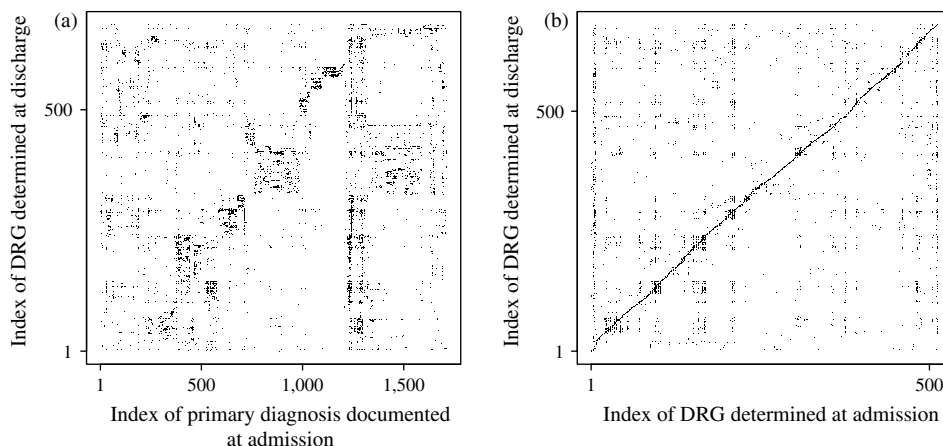 (a)
Index of DRG determined at discharge
500
1
1 500 1,000 1,500
Index of primary diagnosis documented
at admission
(b)
Index of DRG determined at discharge
500
1
1 500
Index of DRG determined at admission